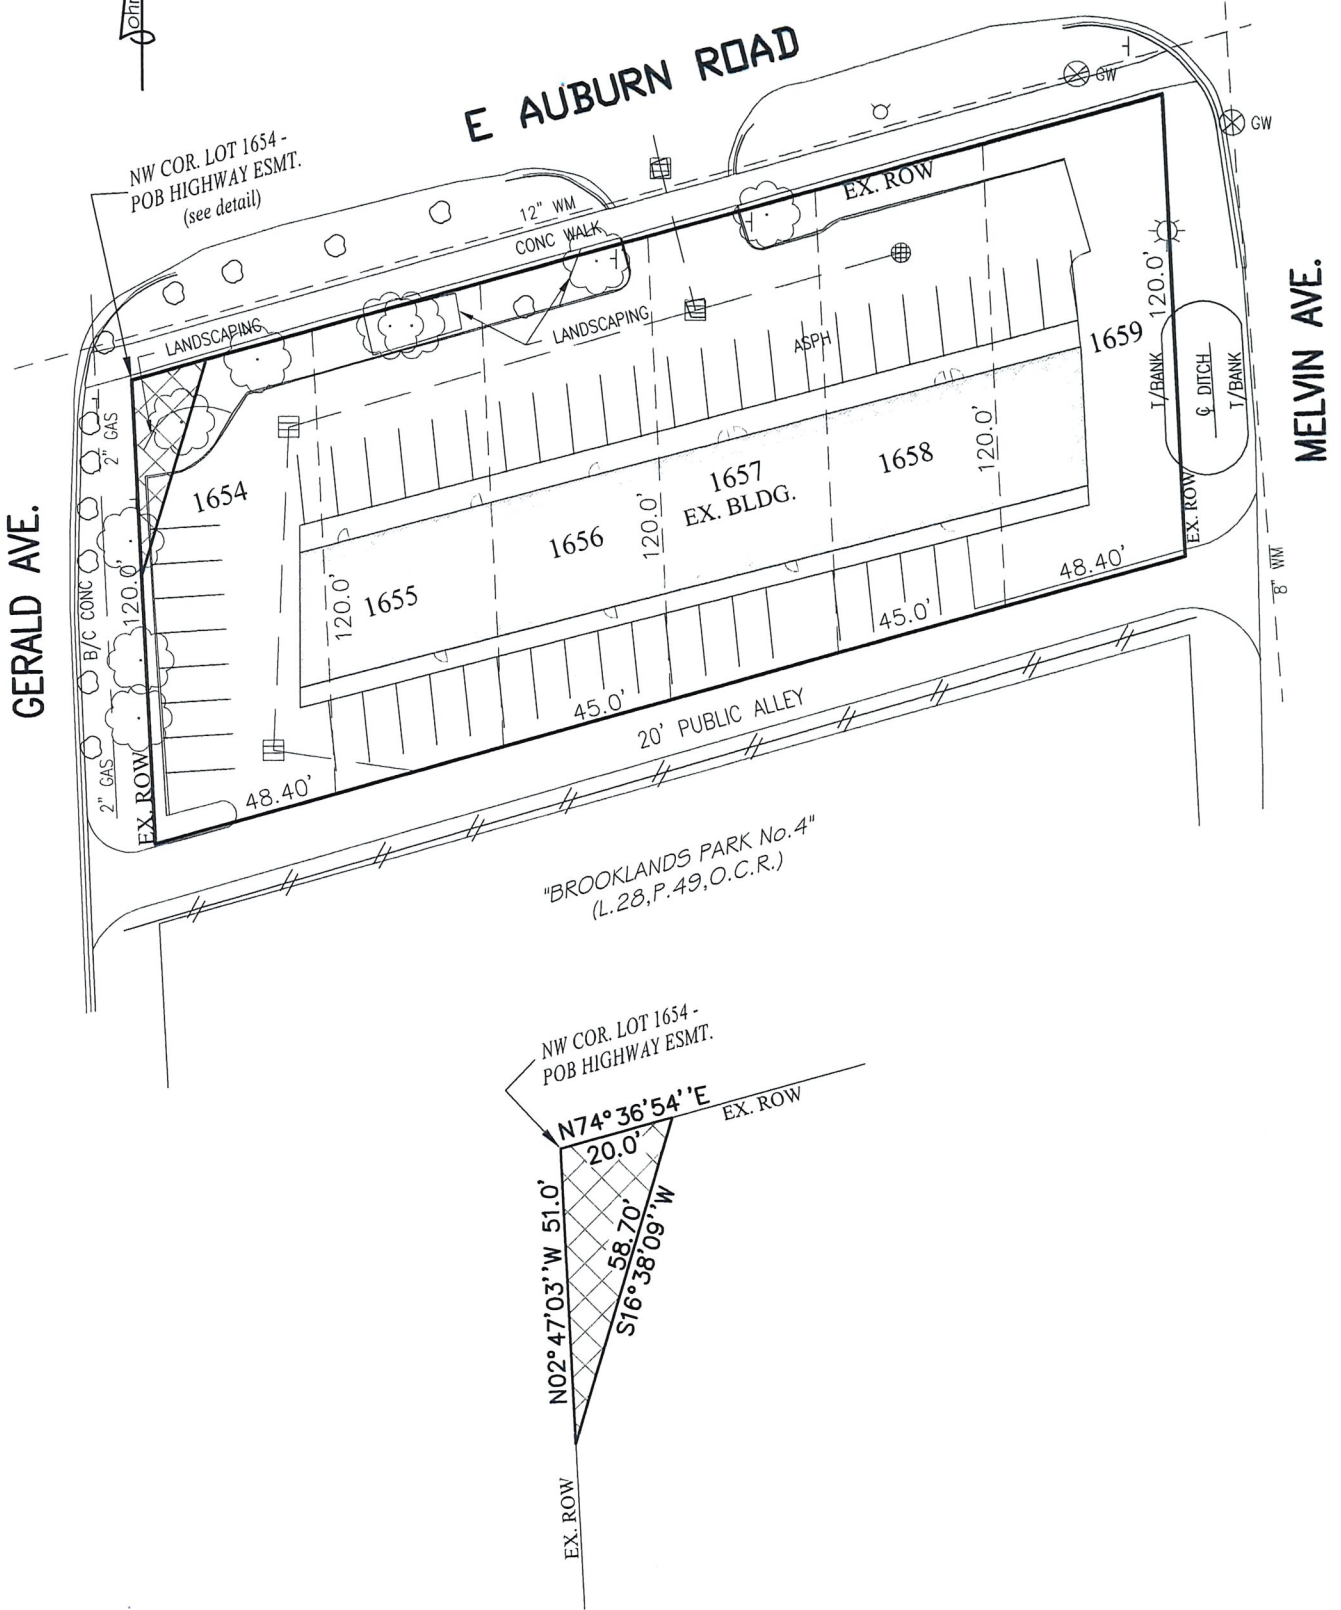 E AUBURN ROAD
NW COR. LOT 1654 -
POB HIGHWAY ESMT.
(see detail)
GW
GW
12" WM
CONC WALK
EX. ROW
LANDSCAPING
LANDSCAPING
ASPH
1659
120.0'
T/BANK
℄ DITCH
T/BANK
MELVIN AVE.
2" GAS
1654
1655
1656
1657
EX. BLDG.
1658
120.0'
120.0'
120.0'
120.0'
GERALD AVE.
B/C CONC
2" GAS
EX. ROW
EX. ROW
8" WM
48.40'
45.0'
45.0'
48.40'
20' PUBLIC ALLEY
"BROOKLANDS PARK No.4"
(L.28,P.49,O.C.R.)
NW COR. LOT 1654 -
POB HIGHWAY ESMT.
N74°36'54''E
20.0'
EX. ROW
N02°47'03''W 51.0'
58.70'
S16°38'09''W
EX. ROW